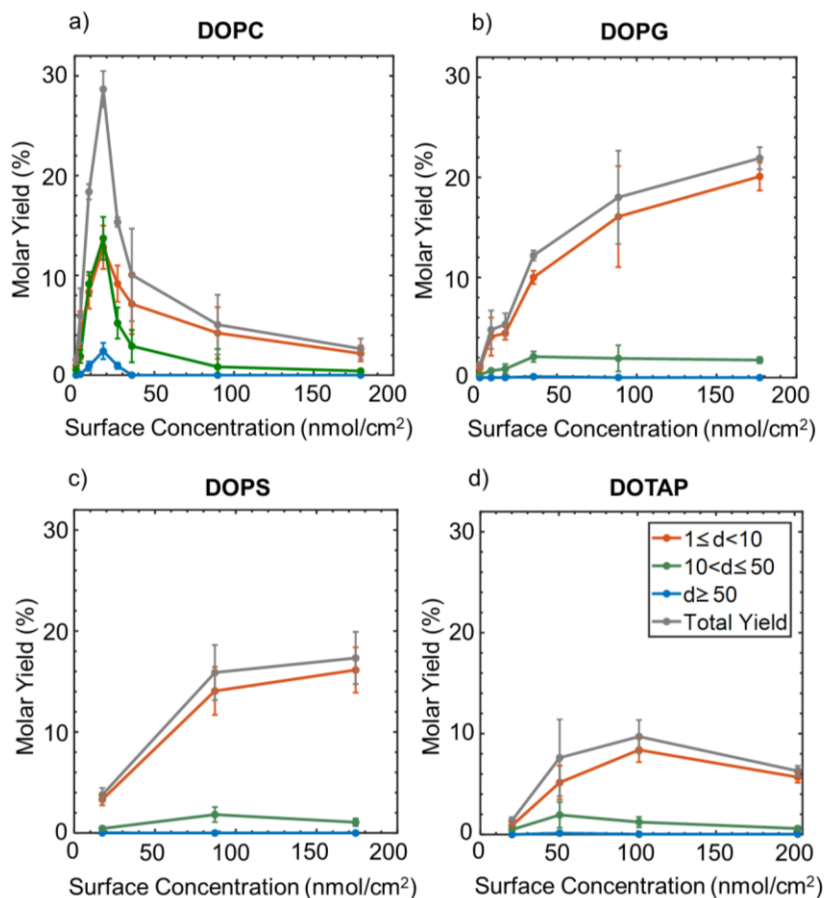 a)
DOPC
Molar Yield (%)
30
20
10
0
0
50
100
150
200
Surface Concentration (nmol/cm²)
b)
DOPG
Molar Yield (%)
30
20
10
0
0
50
100
150
200
Surface Concentration (nmol/cm²)
c)
DOPS
Molar Yield (%)
30
20
10
0
0
50
100
150
200
Surface Concentration (nmol/cm²)
d)
DOTAP
1≤ d<10
10<d≤ 50
d≥ 50
Total Yield
Molar Yield (%)
30
20
10
0
0
50
100
150
200
Surface Concentration (nmol/cm²)